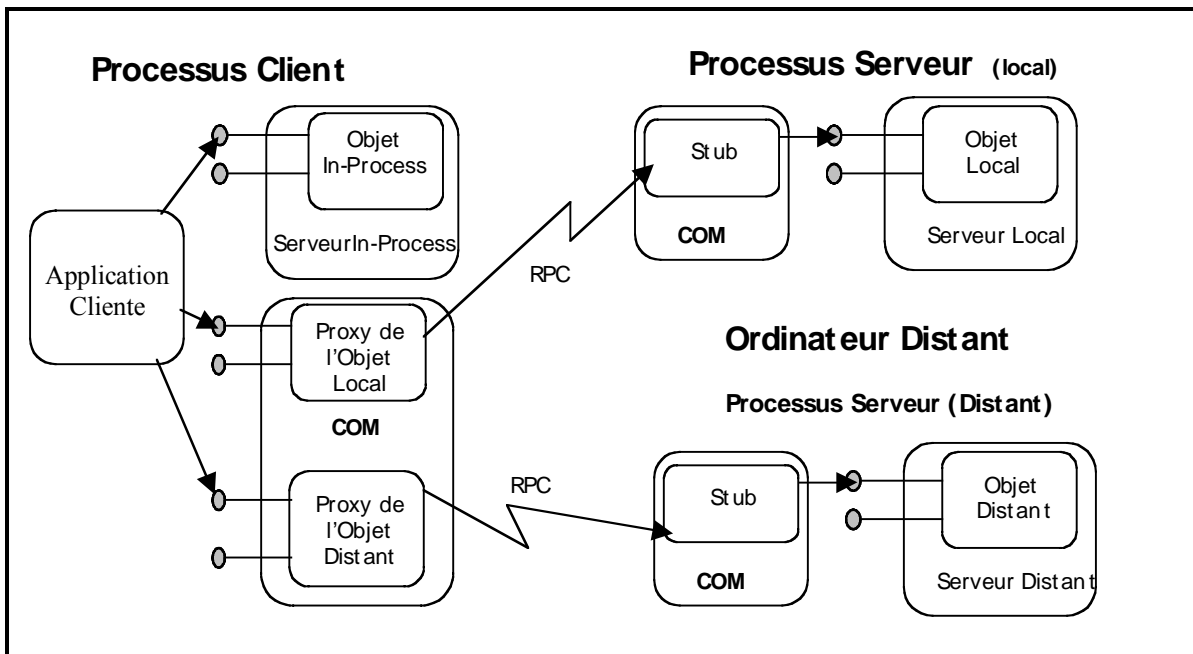 Processus Client
Processus Serveur (local)
Objet
In-Process
ServeurIn-Process
Stub
COM
Objet
Local
Serveur Local
Application
Cliente
RPC
Proxy de
l'Objet
Local
COM
Ordinateur Distant
Processus Serveur (Distant)
Proxy de
l'Objet
Distant
RPC
Stub
COM
Objet
Distant
Serveur Distant